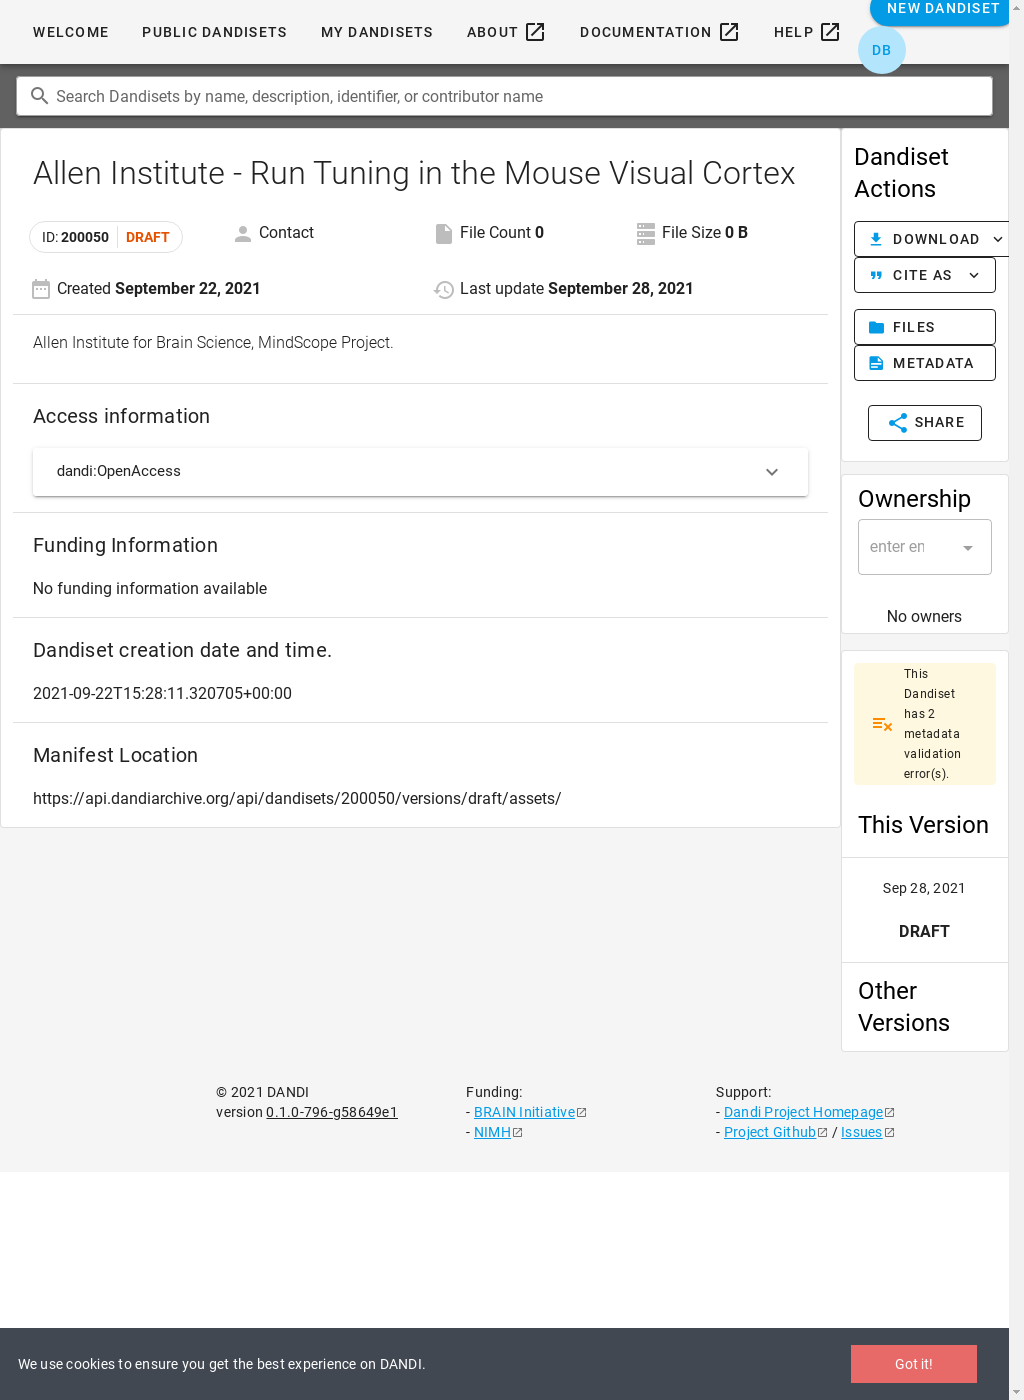 WELCOME PUBLIC DANDISETS MY DANDISETS ABOUT DOCUMENTATION HELP NEW DANDISET
DB
Search Dandisets by name, description, identifier, or contributor name
Allen Institute - Run Tuning in the Mouse Visual Cortex
ID: 200050 DRAFT
Contact
File Count 0
File Size 0 B
Created September 22, 2021
Last update September 28, 2021
Allen Institute for Brain Science, MindScope Project.
Access information
dandi:OpenAccess
Funding Information
No funding information available
Dandiset creation date and time.
2021-09-22T15:28:11.320705+00:00
Manifest Location
https://api.dandiarchive.org/api/dandisets/200050/versions/draft/assets/
Dandiset
Actions
DOWNLOAD
CITE AS
FILES
METADATA
SHARE
Ownership
enter en
No owners
This
Dandiset
has 2
metadata
validation
error(s).
This Version
Sep 28, 2021
DRAFT
Other
Versions
© 2021 DANDI
version 0.1.0-796-g58649e1
Funding:
- BRAIN Initiative
- NIMH
Support:
- Dandi Project Homepage
- Project Github / Issues
We use cookies to ensure you get the best experience on DANDI.
Got it!